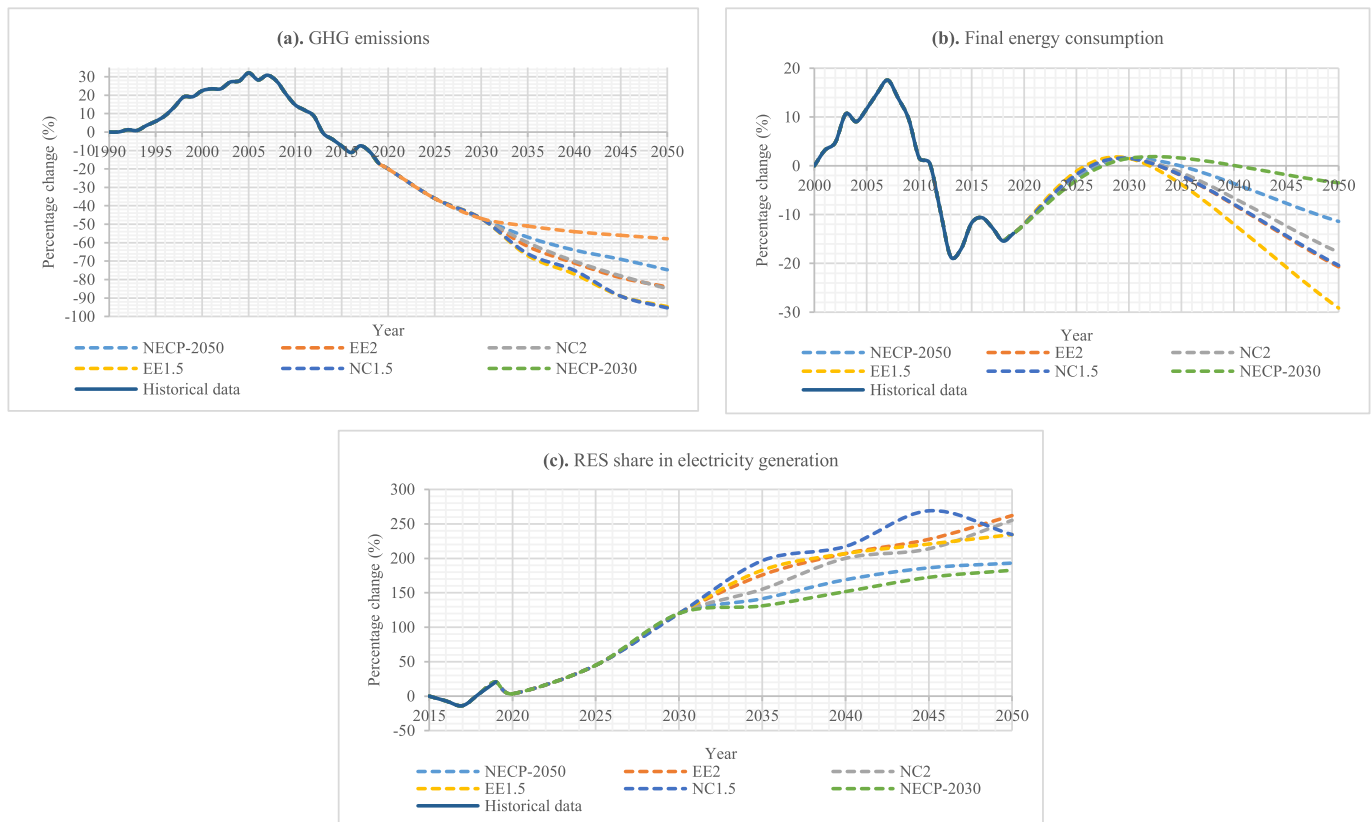 (a). GHG emissions
Percentage change (%)
30
20
10
0
-10
-20
-30
-40
-50
-60
-70
-80
-90
-100
1990 1995 2000 2005 2010 2015 2020 2025 2030 2035 2040 2045 2050
Year
NECP-2050 EE2 NC2
EE1.5 NC1.5 NECP-2030
Historical data
(b). Final energy consumption
Percentage change (%)
20
10
0
-10
-20
-30
2000 2005 2010 2015 2020 2025 2030 2035 2040 2045 2050
Year
NECP-2050 EE2 NC2
EE1.5 NC1.5 NECP-2030
Historical data
(c). RES share in electricity generation
Percentage change (%)
300
250
200
150
100
50
0
-50
2015 2020 2025 2030 2035 2040 2045 2050
Year
NECP-2050 EE2 NC2
EE1.5 NC1.5 NECP-2030
Historical data